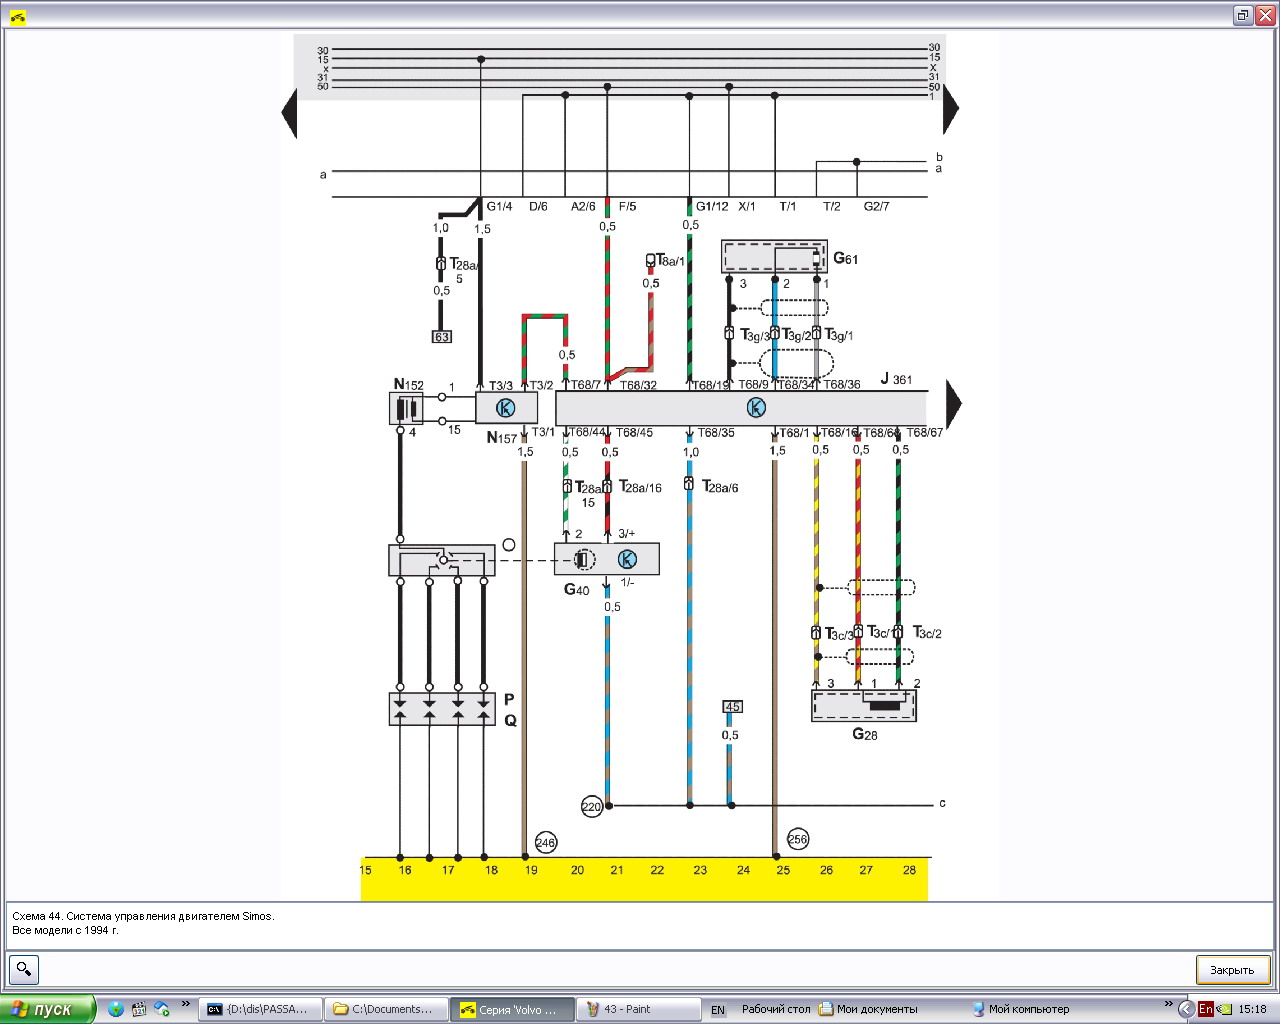 30 30
15 15
x X
31 31
50 50
1
b
a a
G1/4 D/6 A2/6 F/5 G1/12 X/1 T/1 T/2 G2/7
1,0 1,5 0,5 0,5
T28a/
5
T8a/1
G61
0,5 0,5
3 2 1
63
T3g/3 T3g/2 T3g/1
0,5
N152 1 T3/3 T3/2 T68/7 T68/32 T68/19 T68/9 T68/34 T68/36 J 361
4 15 N157 T3/1 T68/44 T68/45 T68/35 T68/1 T68/16 T68/67
1,5 0,5 0,5 1,0 1,5 0,5 0,5 0,5
T28a
15
T28a/16 T28a/6
2 3/+
O
G40 1/-
0,5
T3c/3 T3c/1 T3c/2
3 1 2
P
Q
45
G28
0,5
220 c
246 256
15 16 17 18 19 20 21 22 23 24 25 26 27 28
Схема 44. Система управления двигателем Simos.
Все модели с 1994 г.
Закрыть
пуск » {D:\dis\PASSA... C:\Documents... Серия 'Volvo ... 43 - Paint EN Рабочий стол Мои документы Мой компьютер » En 15:18